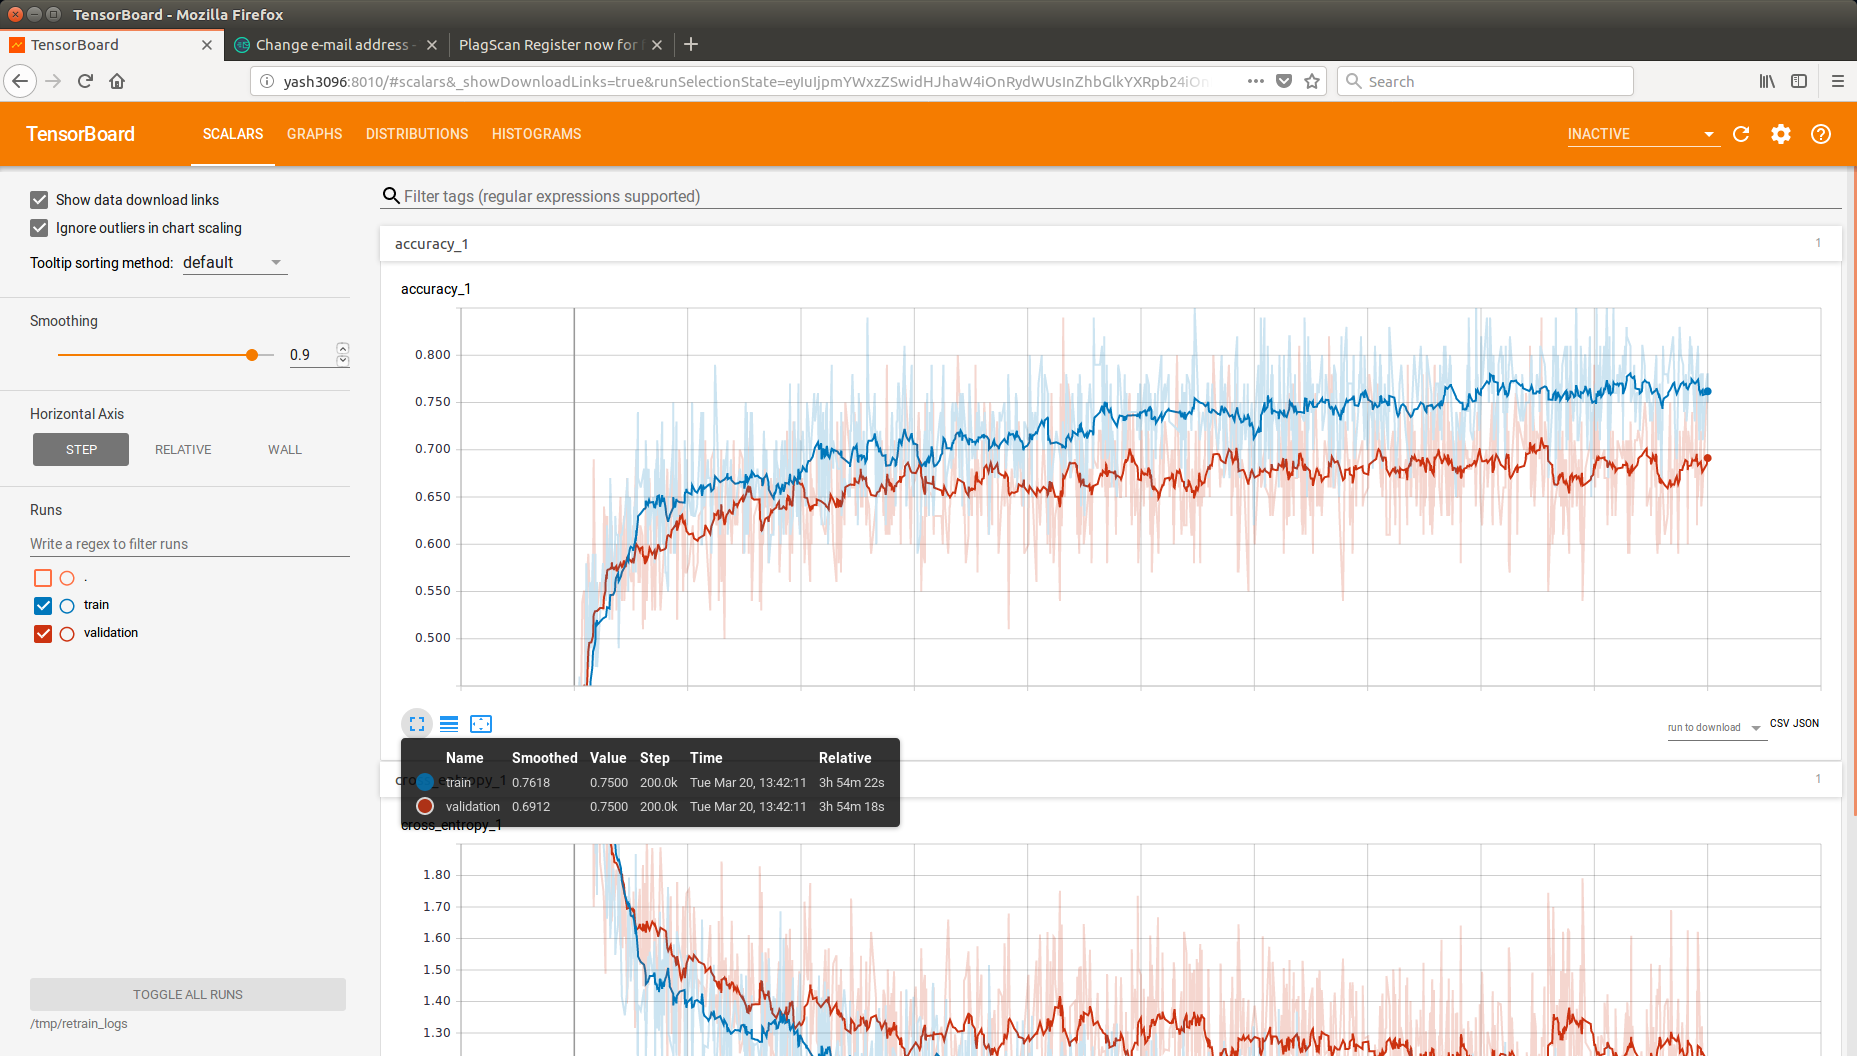 TensorBoard - Mozilla Firefox
TensorBoard
Change e-mail address -
PlagScan Register now for
yash3096:8010/#scalars&_showDownloadLinks=true&runSelectionState=eyIuIjpmYWxzZSwidHJhaW4iOnRydWUsInZhbGlkYXRpb24iOn
Search
TensorBoard
SCALARS
GRAPHS
DISTRIBUTIONS
HISTOGRAMS
INACTIVE
Show data download links
Ignore outliers in chart scaling
Tooltip sorting method: default
Smoothing
0.9
Horizontal Axis
STEP
RELATIVE
WALL
Runs
Write a regex to filter runs
.
train
validation
TOGGLE ALL RUNS
/tmp/retrain_logs
Filter tags (regular expressions supported)
accuracy_1
1
accuracy_1
0.800
0.750
0.700
0.650
0.600
0.550
0.500
run to download
CSV JSON
Name Smoothed Value Step Time Relative
train 0.7618 0.7500 200.0k Tue Mar 20, 13:42:11 3h 54m 22s
validation 0.6912 0.7500 200.0k Tue Mar 20, 13:42:11 3h 54m 18s
cross_entropy_1
1
cross_entropy_1
1.80
1.70
1.60
1.50
1.40
1.30